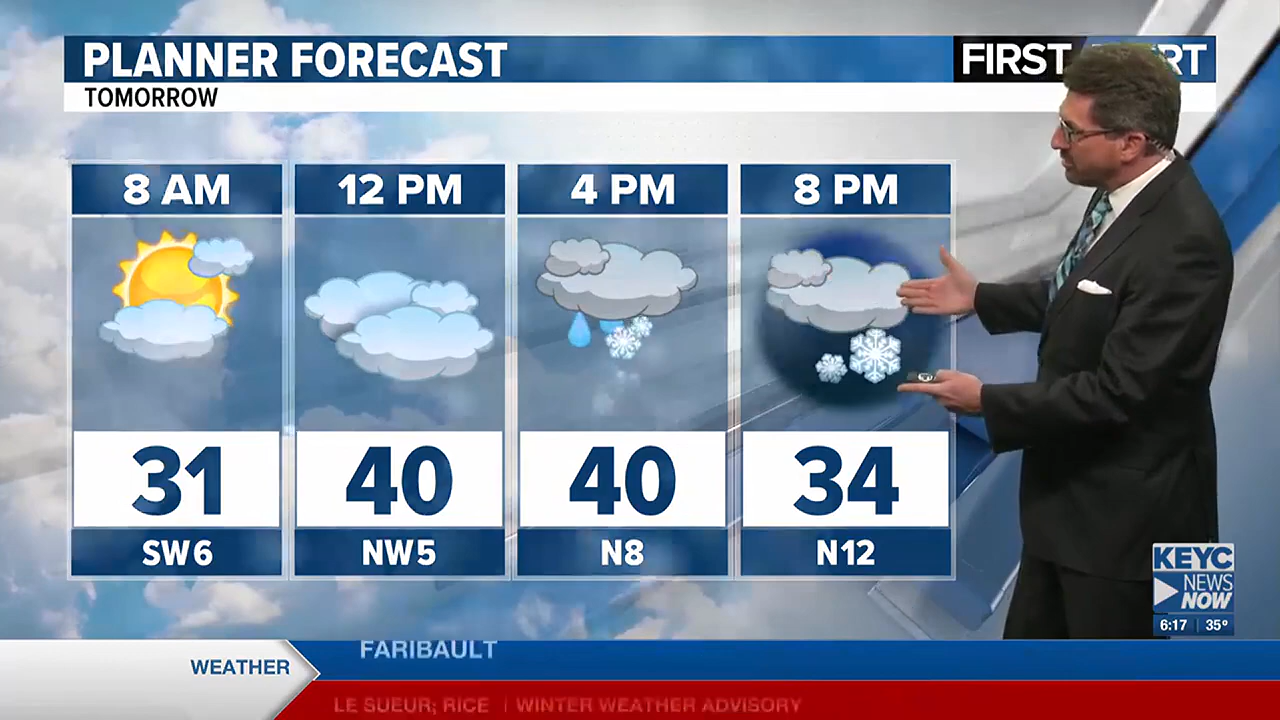 PLANNER FORECAST
FIRST
TOMORROW
8 AM
12 PM
4 PM
8 PM
31
40
40
34
SW6
NW5
N8
N12
KEYC
NEWS
NOW
6:17 35°
WEATHER
FARIBAULT
LE SUEUR; RICE | WINTER WEATHER ADVISORY